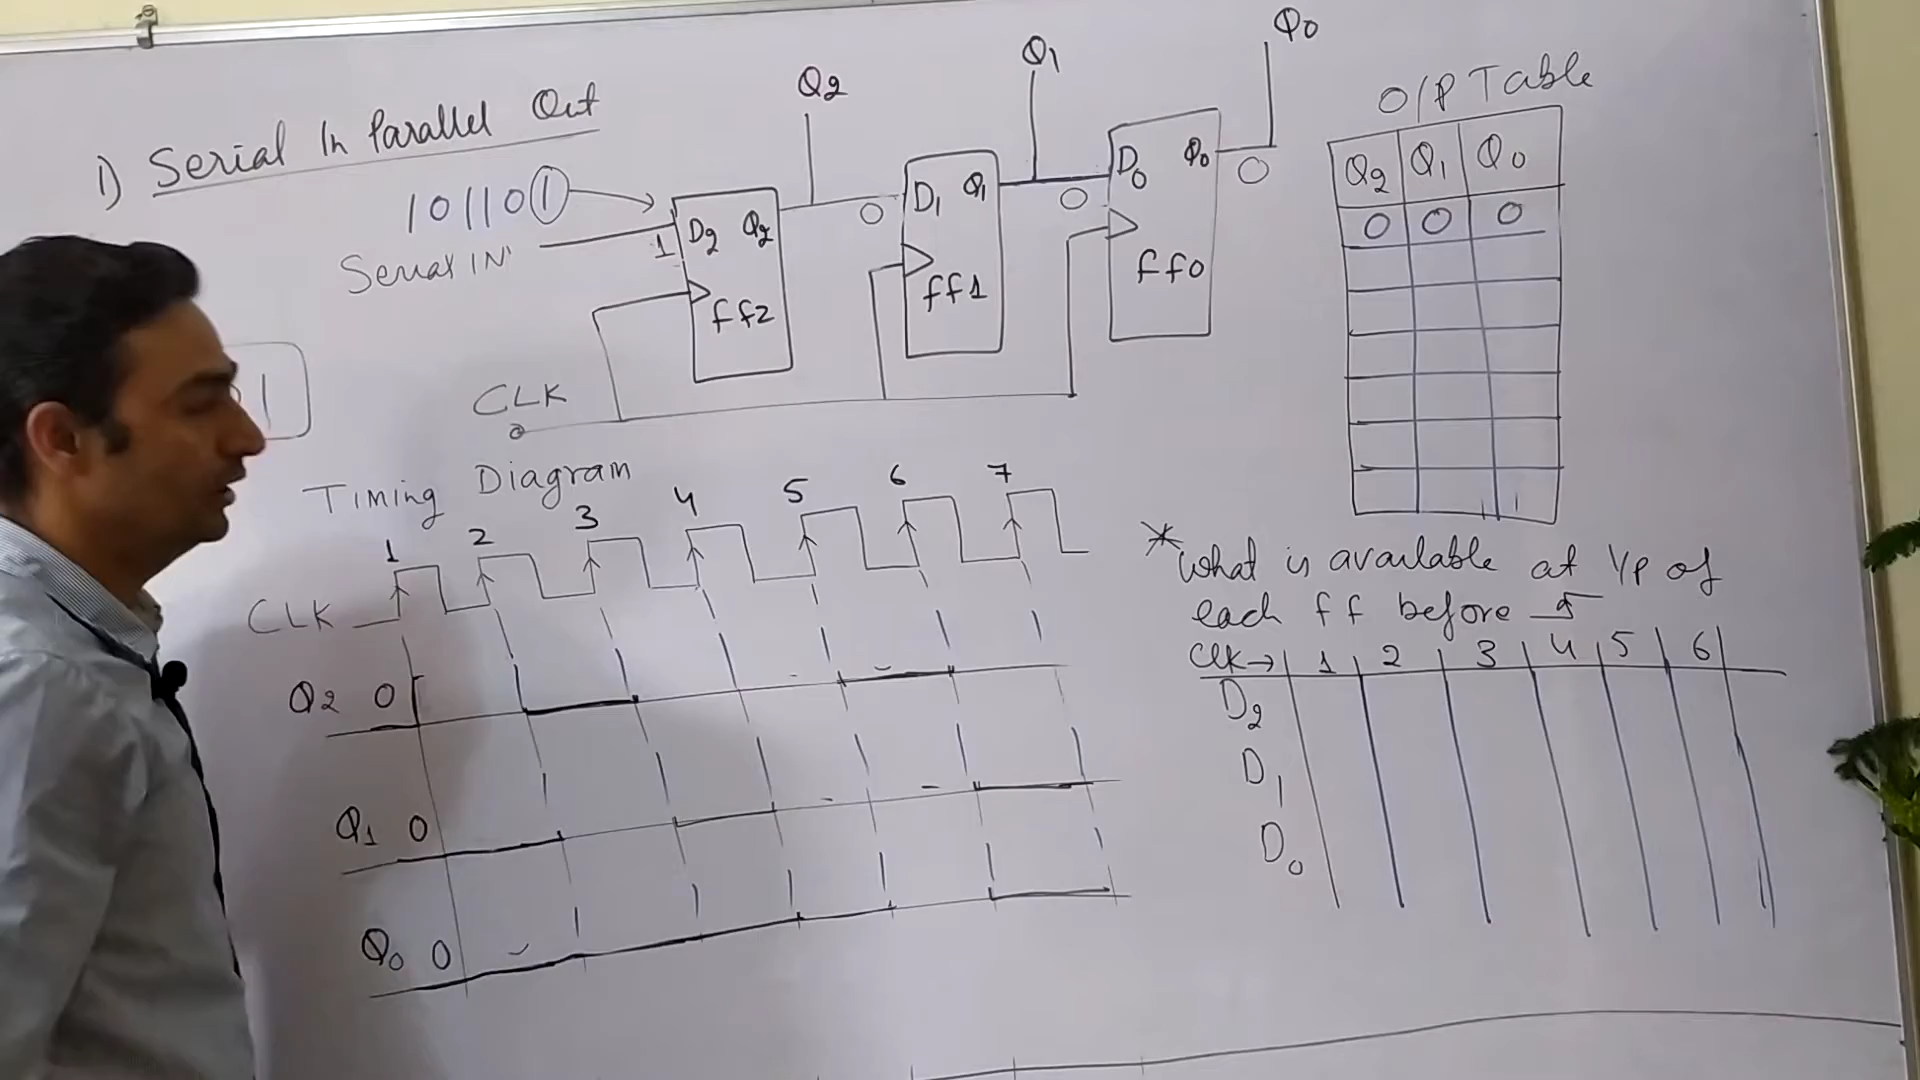 1) Serial In Parallel Out
101101
Serial IN
1
D2 Q2
ff2
Q2
0
D1 Q1
ff1
Q1
0
D0 Q0
ff0
Q0
0
CLK
O/P Table
Q2 Q1 Q0
0 0 0
1
Timing Diagram
1 2 3 4 5 6 7
CLK
Q2 0
Q1 0
Q0 0
* What is available at I/P of
each ff before
Clk→ 1 2 3 4 5 6
D2
D1
D0